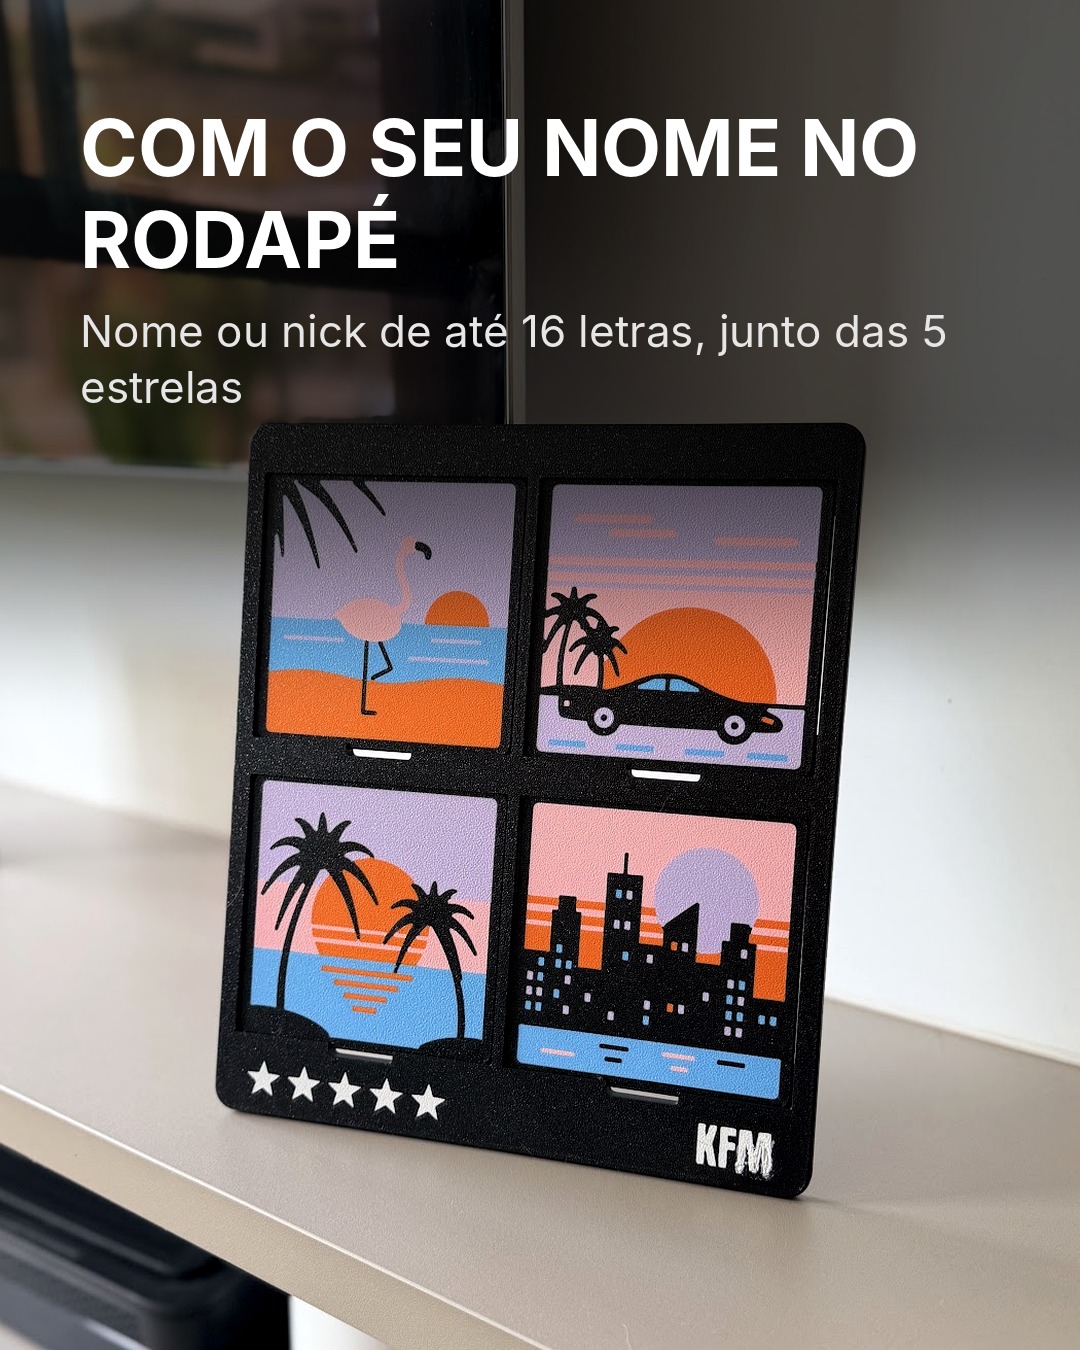 COM O SEU NOME NO
RODAPÉ
Nome ou nick de até 16 letras, junto das 5
estrelas
KFM